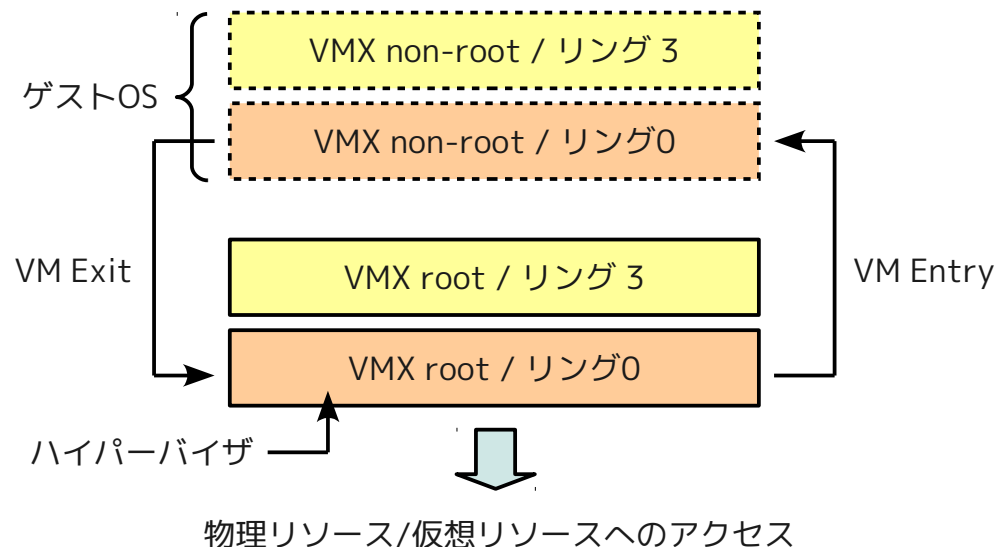 VMX non-root / リング 3
ゲストOS
VMX non-root / リング0
VM Exit
VMX root / リング 3
VM Entry
VMX root / リング0
ハイパーバイザ
物理リソース/仮想リソースへのアクセス